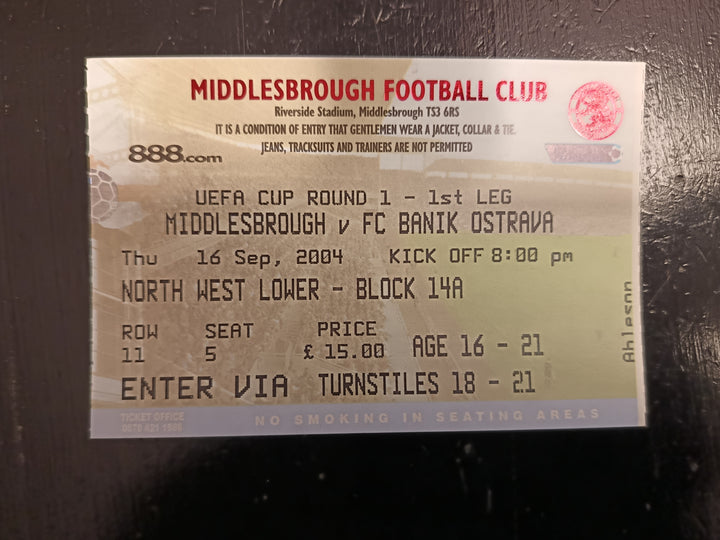 MIDDLESBROUGH FOOTBALL CLUB
Riverside Stadium, Middlesbrough TS3 6RS
IT IS A CONDITION OF ENTRY THAT GENTLEMEN WEAR A JACKET, COLLAR & TIE.
JEANS, TRACKSUITS AND TRAINERS ARE NOT PERMITTED
888.com
UEFA CUP ROUND 1 - 1st LEG
MIDDLESBROUGH v FC BANIK OSTRAVA
Thu 16 Sep, 2004 KICK OFF 8:00 pm
NORTH WEST LOWER - BLOCK 14A
ROW SEAT PRICE
11 5 £ 15.00 AGE 16 - 21
ENTER VIA TURNSTILES 18 - 21
TICKET OFFICE
NO SMOKING IN SEATING AREAS